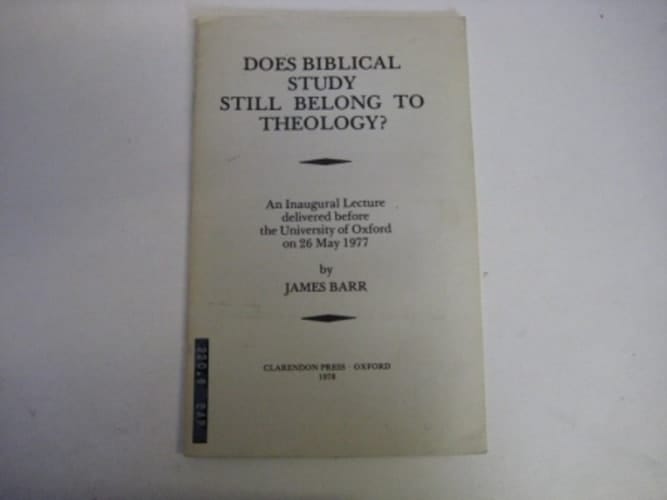 DOES BIBLICAL
STUDY
STILL BELONG TO
THEOLOGY?
An Inaugural Lecture
delivered before
the University of Oxford
on 26 May 1977
by
JAMES BARR
CLARENDON PRESS · OXFORD
1978